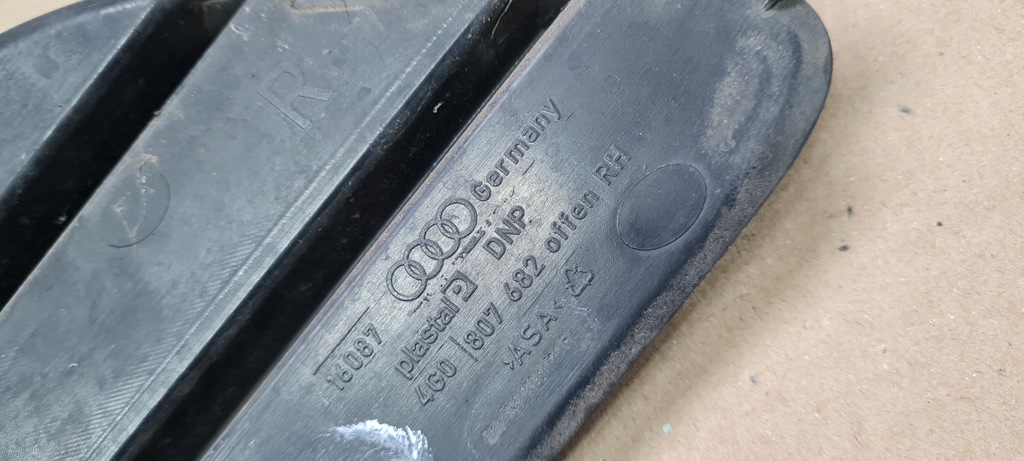 R
16087
Germany
plastal DNP
4G0 807 682 offen RH
>ASA<